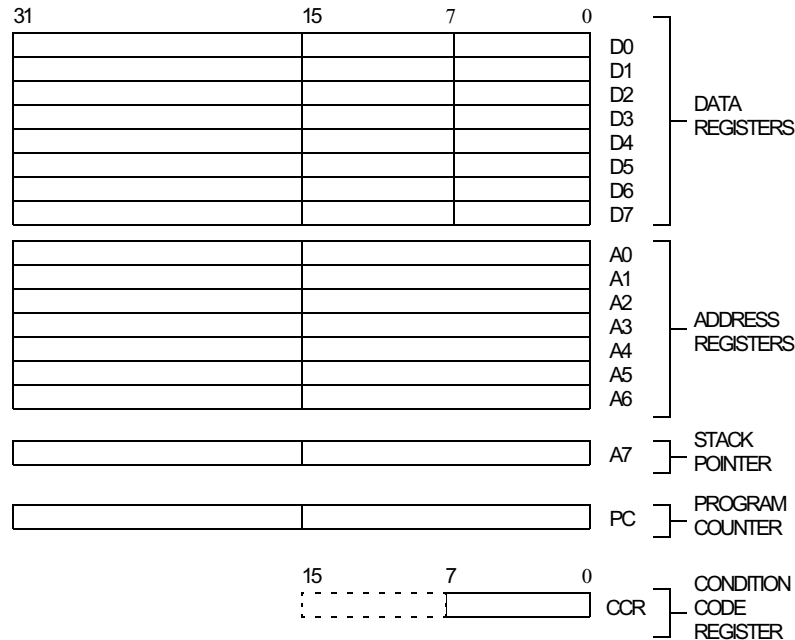 31 15 7 0
D0
D1
D2
D3
D4
D5
D6
D7
DATA
REGISTERS
A0
A1
A2
A3
A4
A5
A6
ADDRESS
REGISTERS
A7
STACK
POINTER
PC
PROGRAM
COUNTER
15 7 0
CCR
CONDITION
CODE
REGISTER